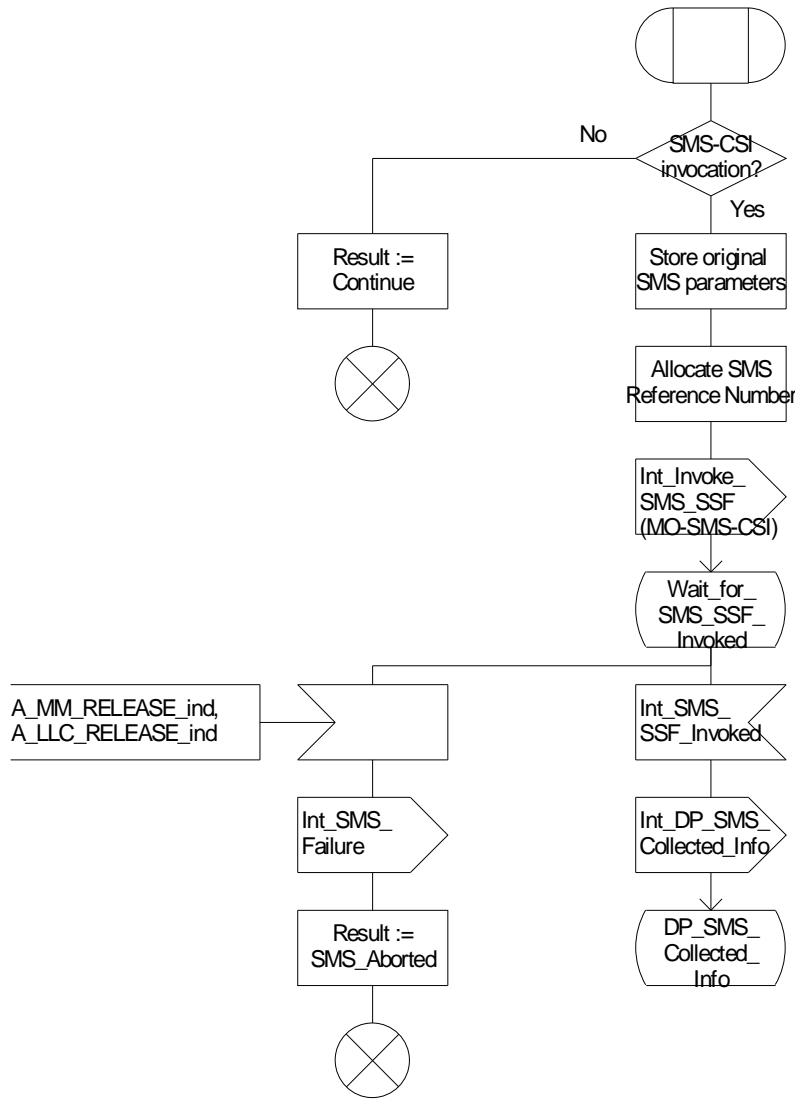 No
SMS-CSI
invocation?
Yes
Result :=
Continue
Store original
SMS parameters
Allocate SMS
Reference Number
Int_Invoke_
SMS_SSF
(MO-SMS-CSI)
Wait_for_
SMS_SSF_
Invoked
A_MM_RELEASE_ind,
A_LLC_RELEASE_ind
Int_SMS_
SSF_Invoked
Int_SMS_
Failure
Int_DP_SMS_
Collected_Info
Result :=
SMS_Aborted
DP_SMS_
Collected_
Info